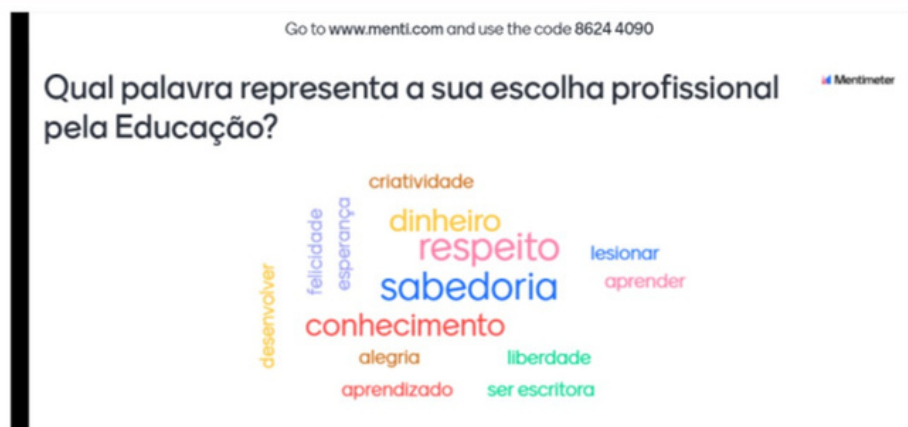 Go to www.menti.com and use the code 8624 4090
Mentimeter
Qual palavra representa a sua escolha profissional
pela Educação?
criatividade
felicidade
esperança
dinheiro
respeito
lesionar
desenvolver
sabedoria
aprender
conhecimento
alegria
liberdade
aprendizado
ser escritora